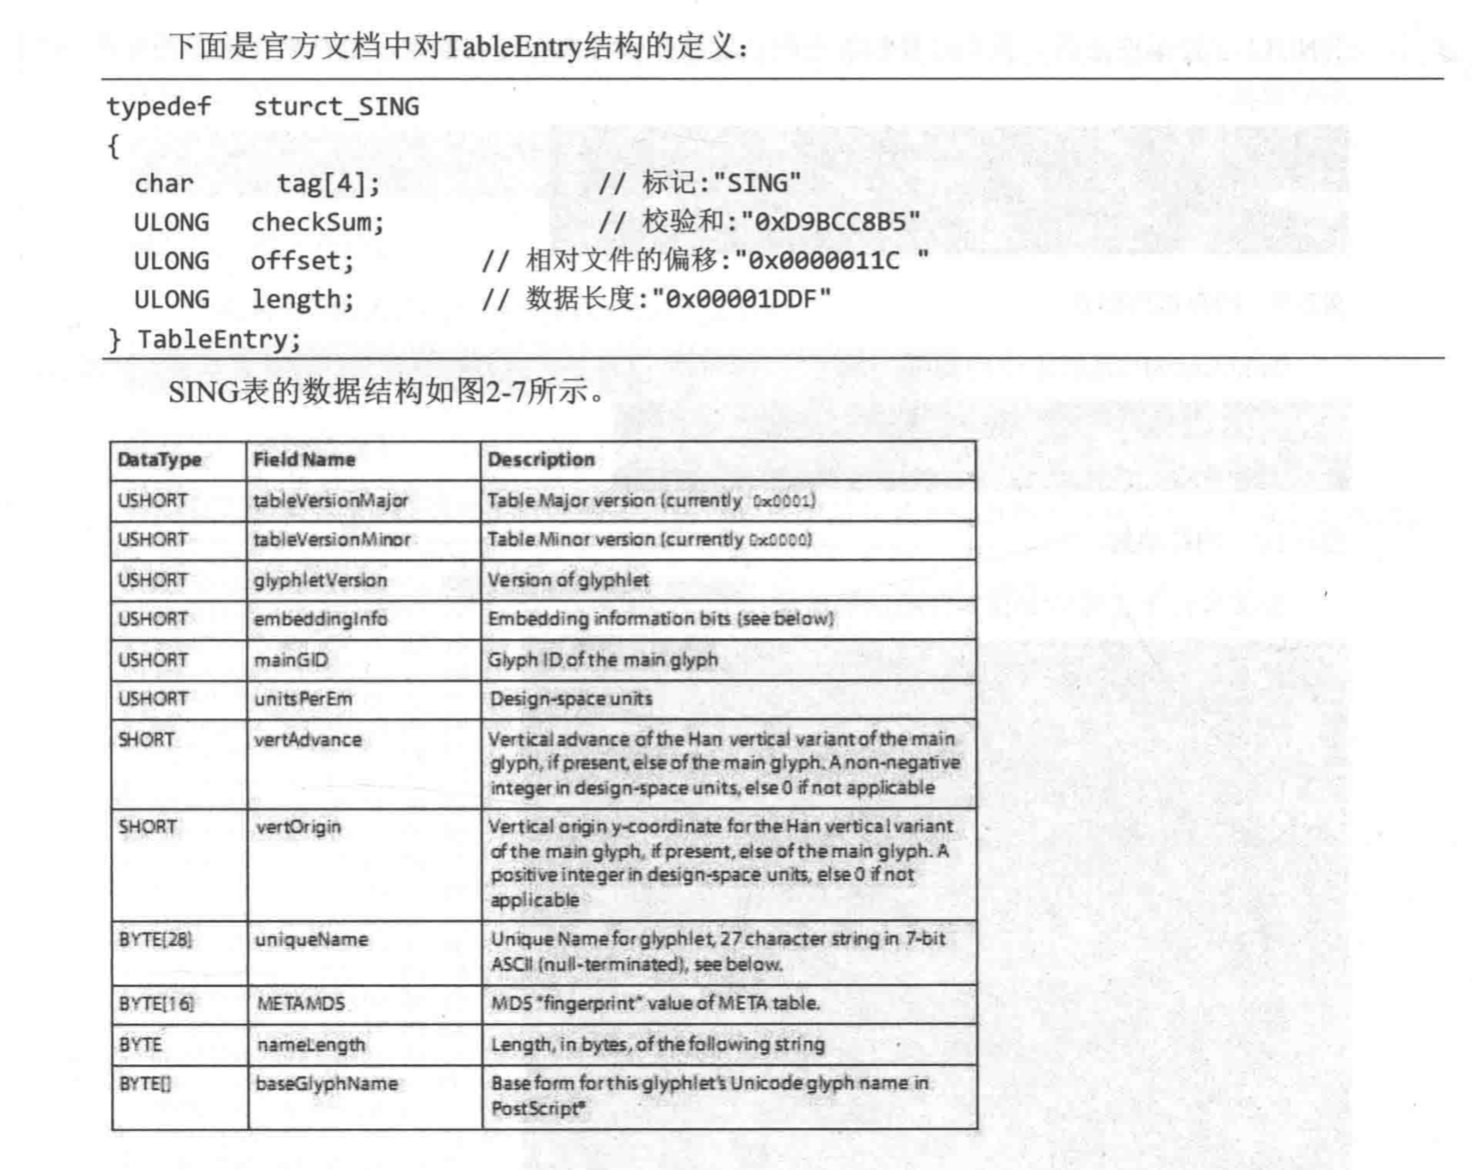 下面是官方文档中对TableEntry结构的定义：
typedef sturct_SING
{
char tag[4]; // 标记:"SING"
ULONG checkSum; // 校验和:"0xD9BCC8B5"
ULONG offset; // 相对文件的偏移:"0x0000011C "
ULONG length; // 数据长度:"0x00001DDF"
} TableEntry;
SING表的数据结构如图2-7所示。
DataType Field Name Description
USHORT tableVersionMajor Table Major version (currently 0x0001)
USHORT tableVersionMinor Table Minor version (currently 0x0000)
USHORT glyphletVersion Version of glyphlet
USHORT embeddingInfo Embedding information bits (see below)
USHORT mainGID Glyph ID of the main glyph
USHORT unitsPerEm Design-space units
SHORT vertAdvance Vertical advance of the Han vertical variant of the main
glyph, if present, else of the main glyph. A non-negative
integer in design-space units, else 0 if not applicable
SHORT vertOrigin Vertical origin y-coordinate for the Han vertical variant
of the main glyph, if present, else of the main glyph. A
positive integer in design-space units, else 0 if not
applicable
BYTE[28] uniqueName Unique Name for glyphlet, 27 character string in 7-bit
ASCII (null-terminated), see below.
BYTE[16] METAMD5 MD5 "fingerprint" value of META table.
BYTE nameLength Length, in bytes, of the following string
BYTE[] baseGlyphName Base form for this glyphlet's Unicode glyph name in
PostScript®